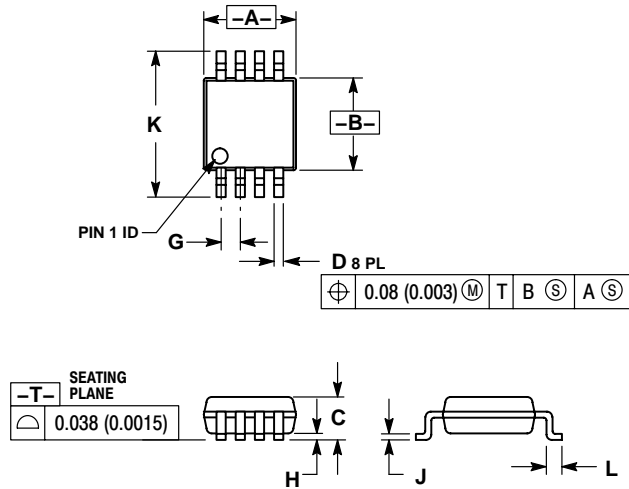 –A–
K
–B–
PIN 1 ID
G
D 8 PL
⌖ 0.08 (0.003) Ⓜ T B Ⓢ A Ⓢ
–T– SEATING PLANE
⌓ 0.038 (0.0015)
C
H
J
L